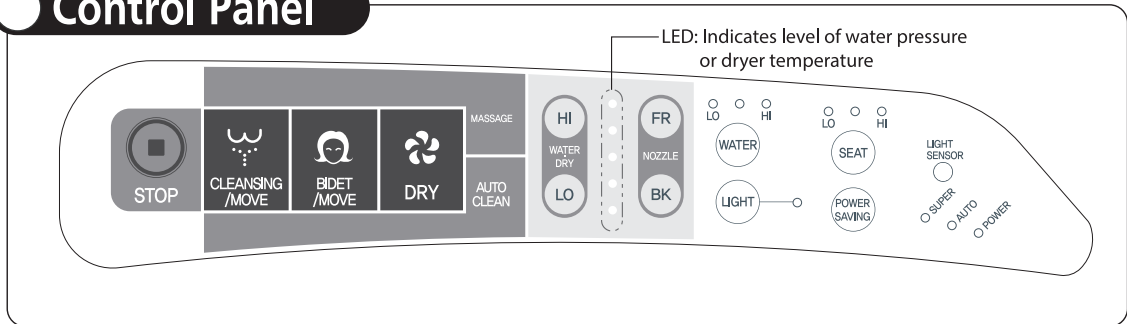 Control Panel
LED: Indicates level of water pressure
or dryer temperature
STOP
CLEANSING
/MOVE
BIDET
/MOVE
DRY
MASSAGE
AUTO
CLEAN
HI
WATER
DRY
LO
FR
NOZZLE
BK
LO HI
WATER
LIGHT
LO HI
SEAT
POWER
SAVING
LIGHT
SENSOR
SUPER
AUTO
POWER